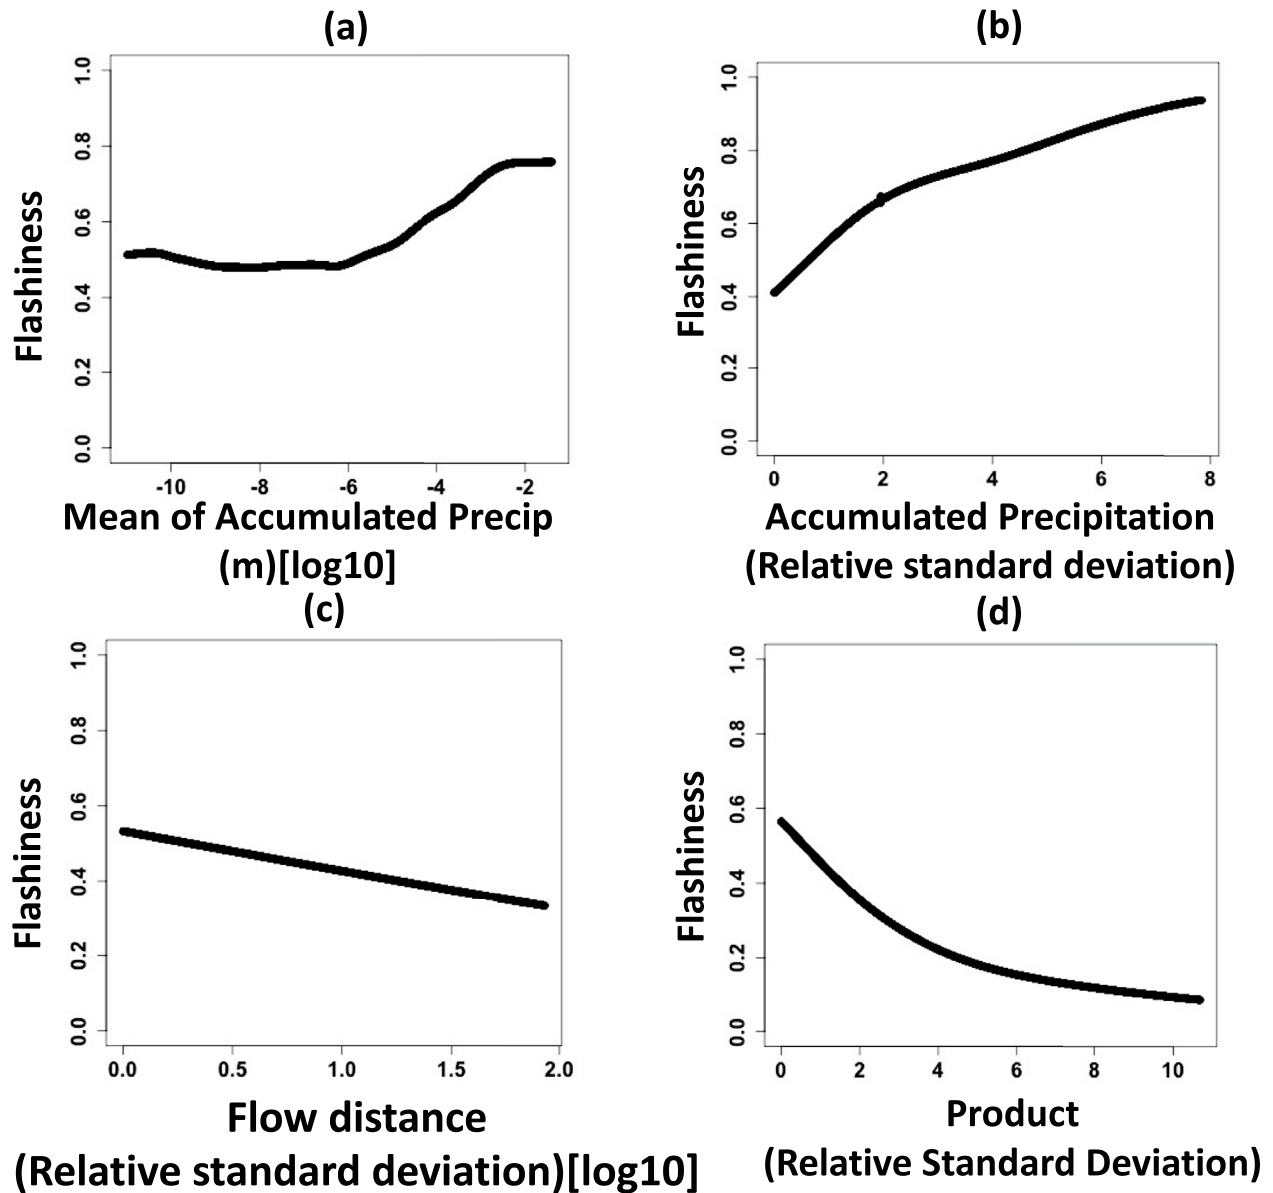 (a)
1.0
0.8
0.6
0.4
0.2
0.0
Flashiness
-10 -8 -6 -4 -2
Mean of Accumulated Precip
(m)[log10]
(b)
1.0
0.8
0.6
0.4
0.2
0.0
Flashiness
0 2 4 6 8
Accumulated Precipitation
(Relative standard deviation)
(c)
1.0
0.8
0.6
0.4
0.2
0.0
Flashiness
0.0 0.5 1.0 1.5 2.0
Flow distance
(Relative standard deviation)[log10]
(d)
1.0
0.8
0.6
0.4
0.2
0.0
Flashiness
0 2 4 6 8 10
Product
(Relative Standard Deviation)